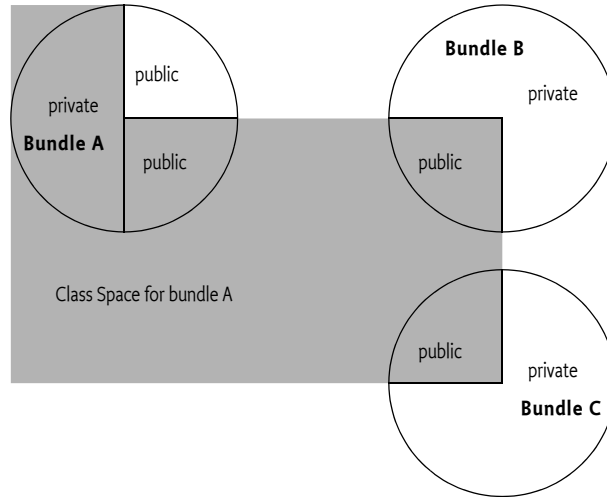 Bundle B
public
private
private
Bundle A
public
public
Class Space for bundle A
public
private
Bundle C